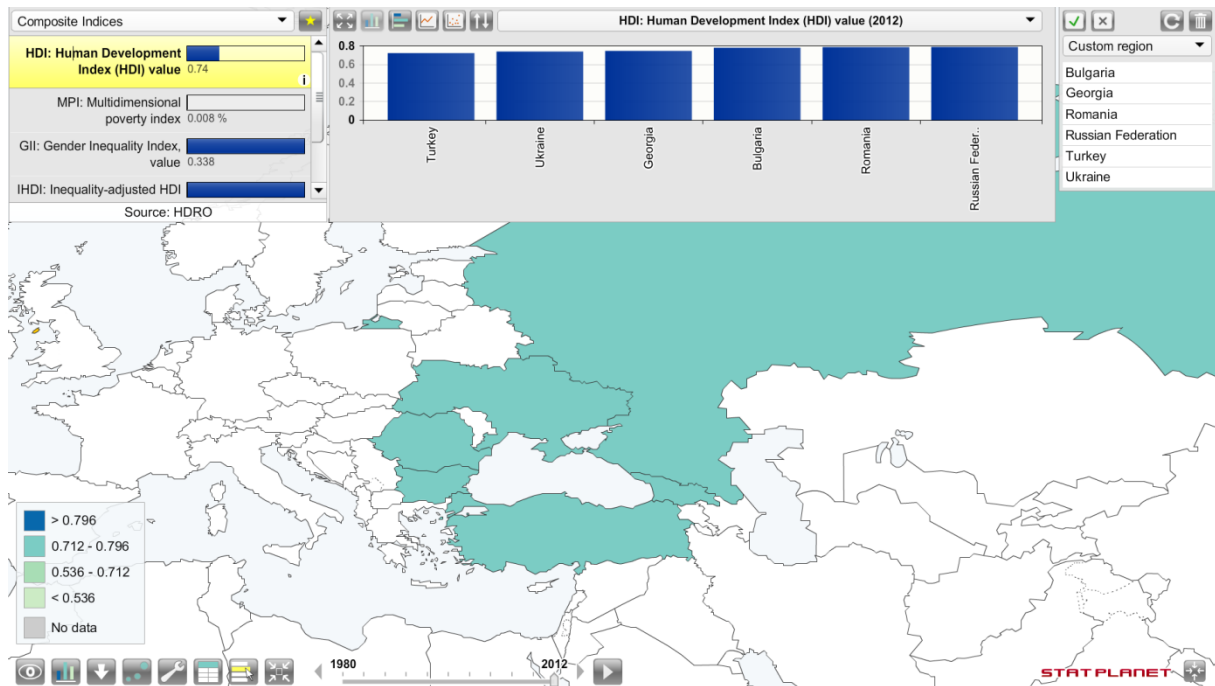 Composite Indices
HDI: Human Development
Index (HDI) value
0.74
i
MPI: Multidimensional
poverty index
0.008 %
GII: Gender Inequality Index,
value
0.338
IHDI: Inequality-adjusted HDI
Source: HDRO
HDI: Human Development Index (HDI) value (2012)
0.8
0.6
0.4
0.2
0
Turkey
Ukraine
Georgia
Bulgaria
Romania
Russian Feder..
Custom region
Bulgaria
Georgia
Romania
Russian Federation
Turkey
Ukraine
> 0.796
0.712 - 0.796
0.536 - 0.712
< 0.536
No data
1980
2012
STATPLANET